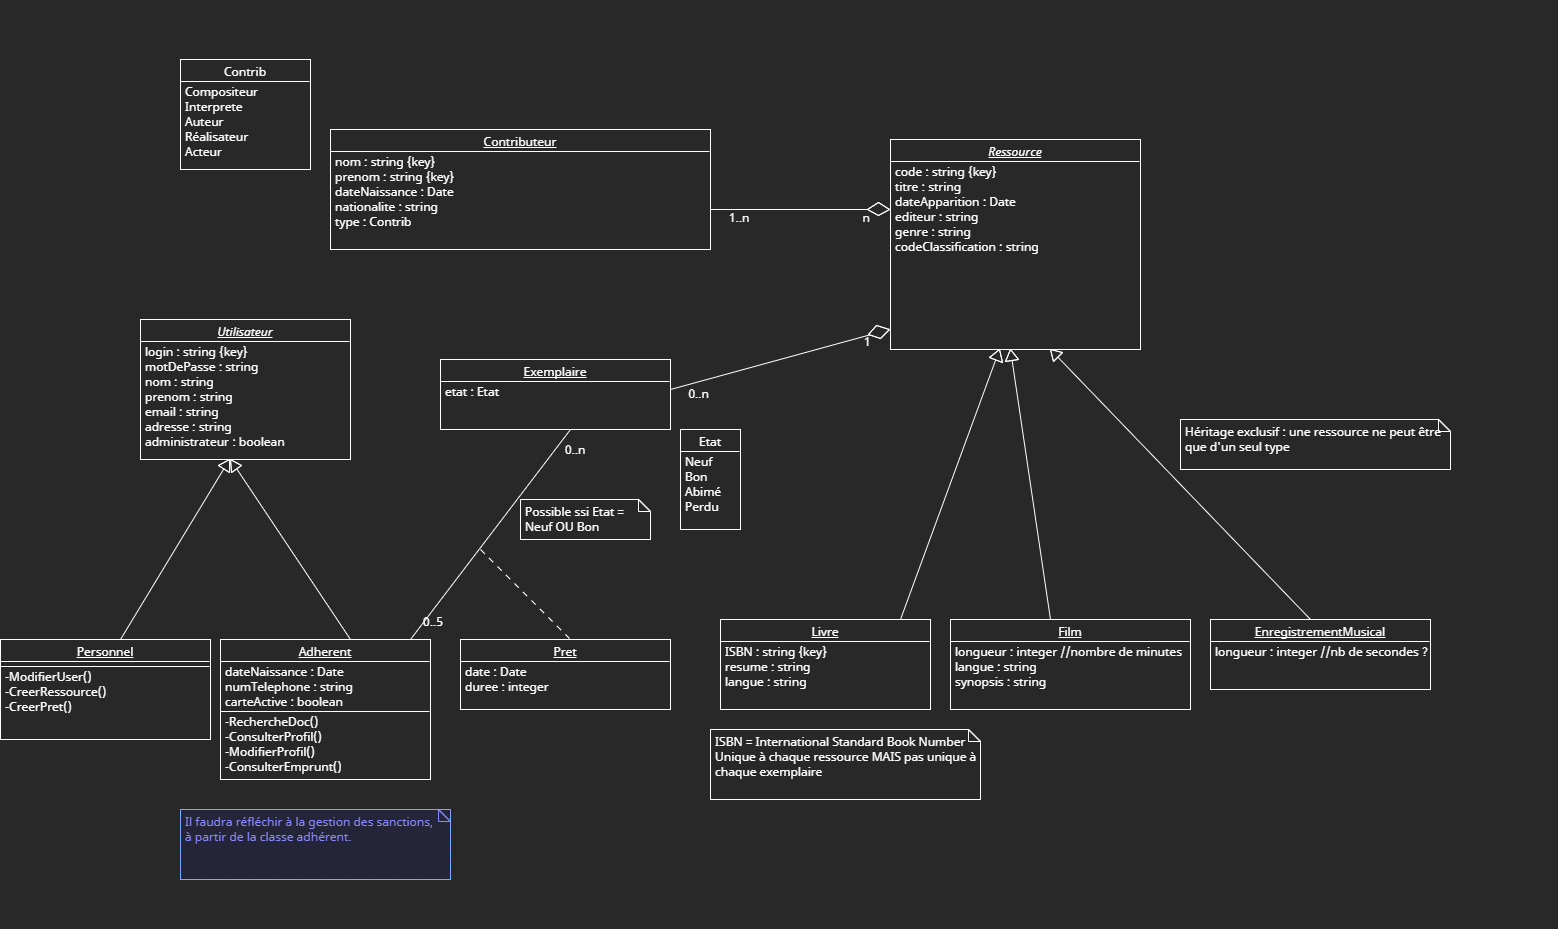 Contrib
Compositeur
Interprete
Auteur
Réalisateur
Acteur
Contributeur
nom : string {key}
prenom : string {key}
dateNaissance : Date
nationalite : string
type : Contrib
1..n
n
Ressource
code : string {key}
titre : string
dateApparition : Date
editeur : string
genre : string
codeClassification : string
Utilisateur
login : string {key}
motDePasse : string
nom : string
prenom : string
email : string
adresse : string
administrateur : boolean
Exemplaire
etat : Etat
1
0..n
0..n
Etat
Neuf
Bon
Abimé
Perdu
Possible ssi Etat =
Neuf OU Bon
Héritage exclusif : une ressource ne peut être
que d'un seul type
0..5
Personnel
-ModifierUser()
-CreerRessource()
-CreerPret()
Adherent
dateNaissance : Date
numTelephone : string
carteActive : boolean
-RechercheDoc()
-ConsulterProfil()
-ModifierProfil()
-ConsulterEmprunt()
Pret
date : Date
duree : integer
Livre
ISBN : string {key}
resume : string
langue : string
Film
longueur : integer //nombre de minutes
langue : string
synopsis : string
EnregistrementMusical
longueur : integer //nb de secondes ?
ISBN = International Standard Book Number
Unique à chaque ressource MAIS pas unique à
chaque exemplaire
Il faudra réfléchir à la gestion des sanctions,
à partir de la classe adhérent.